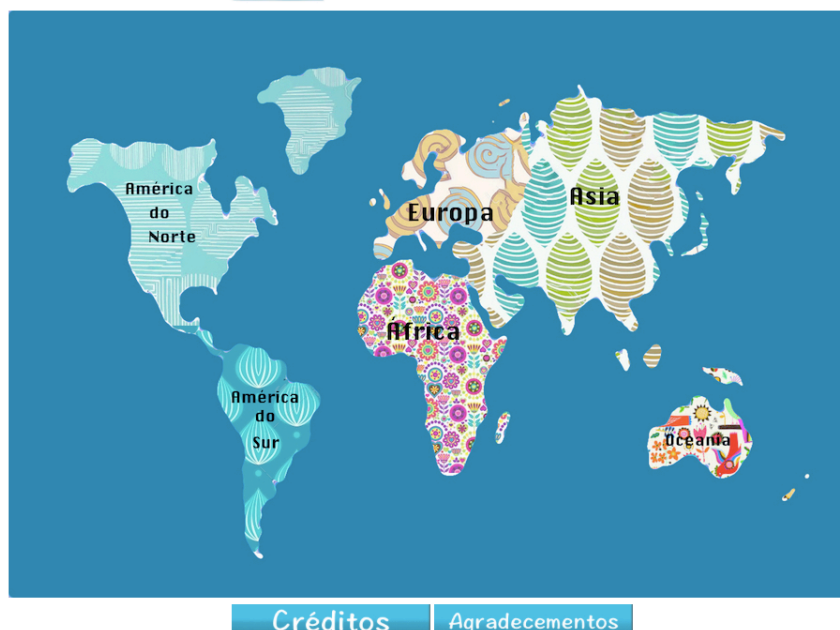 América
do
Norte
Europa
Asia
África
América
do
Sur
Oceanía
Créditos
Agradecementos